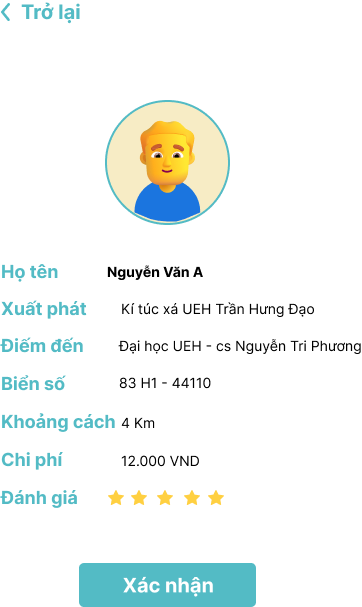 Trở lại
Họ tên Nguyễn Văn A
Xuất phát Kí túc xá UEH Trần Hưng Đạo
Điếm đến Đại học UEH - cs Nguyễn Tri Phương
Biển số 83 H1 - 44110
Khoảng cách 4 Km
Chi phí 12.000 VND
Đánh giá
Xác nhận